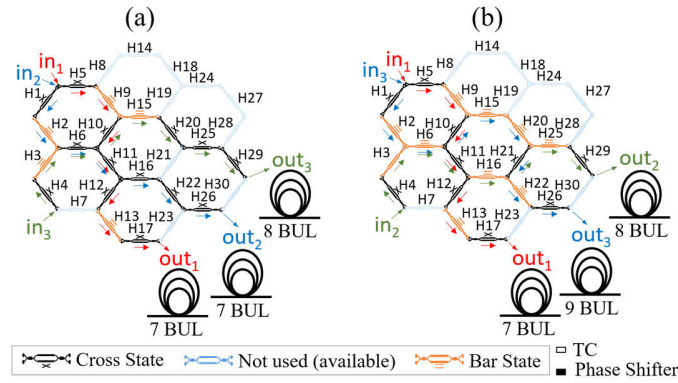 (a)
in₁
in₂
H14
H5
H8
H18
H24
H1
H9
H15
H19
H27
H2
H10
H20
H28
H6
H25
H3
H11
H16
H21
H29
out₃
H4
H12
H22
H30
H7
H26
in₃
H13
H23
H17
out₂
out₁
8 BUL
7 BUL
7 BUL
(b)
in₁
in₃
H14
H5
H8
H18
H24
H1
H9
H15
H19
H27
H2
H10
H20
H28
H6
H25
H3
H11
H16
H21
H29
out₂
H4
H12
H22
H30
H7
H26
in₂
H13
H23
H17
out₃
out₁
8 BUL
9 BUL
7 BUL
Cross State
Not used (available)
Bar State
TC
Phase Shifter